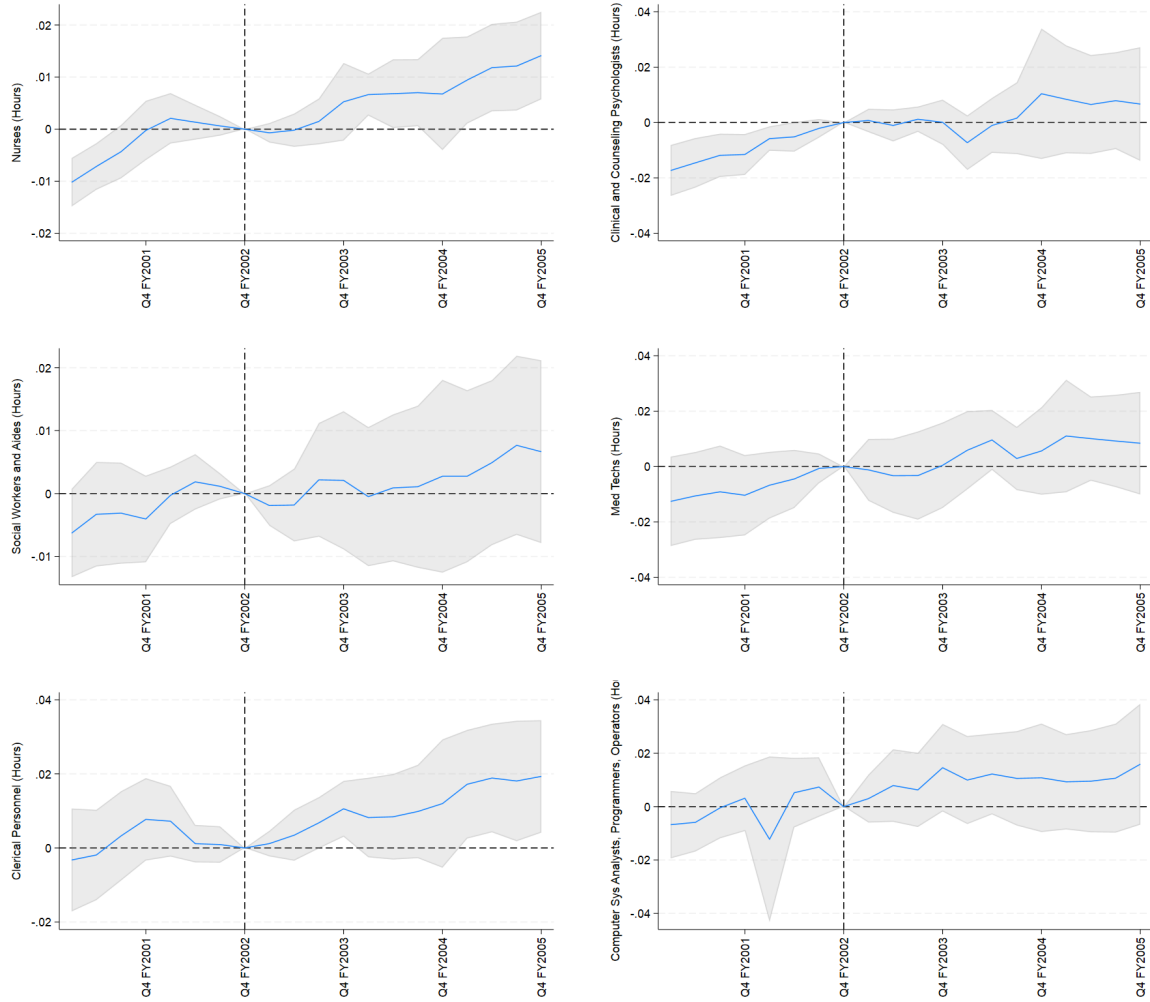 Nurses (Hours)
.02
.01
0
-.01
-.02
Q4 FY2001
Q4 FY2002
Q4 FY2003
Q4 FY2004
Q4 FY2005
Clinical and Counseling Psychologists (Hours)
.04
.02
0
-.02
-.04
Q4 FY2001
Q4 FY2002
Q4 FY2003
Q4 FY2004
Q4 FY2005
Social Workers and Aides (Hours)
.02
.01
0
-.01
Q4 FY2001
Q4 FY2002
Q4 FY2003
Q4 FY2004
Q4 FY2005
Med Techs (Hours)
.04
.02
0
-.02
-.04
Q4 FY2001
Q4 FY2002
Q4 FY2003
Q4 FY2004
Q4 FY2005
Clerical Personnel (Hours)
.04
.02
0
-.02
Q4 FY2001
Q4 FY2002
Q4 FY2003
Q4 FY2004
Q4 FY2005
Computer Sys Analysts, Programmers, Operators (Ho
.04
.02
0
-.02
-.04
Q4 FY2001
Q4 FY2002
Q4 FY2003
Q4 FY2004
Q4 FY2005